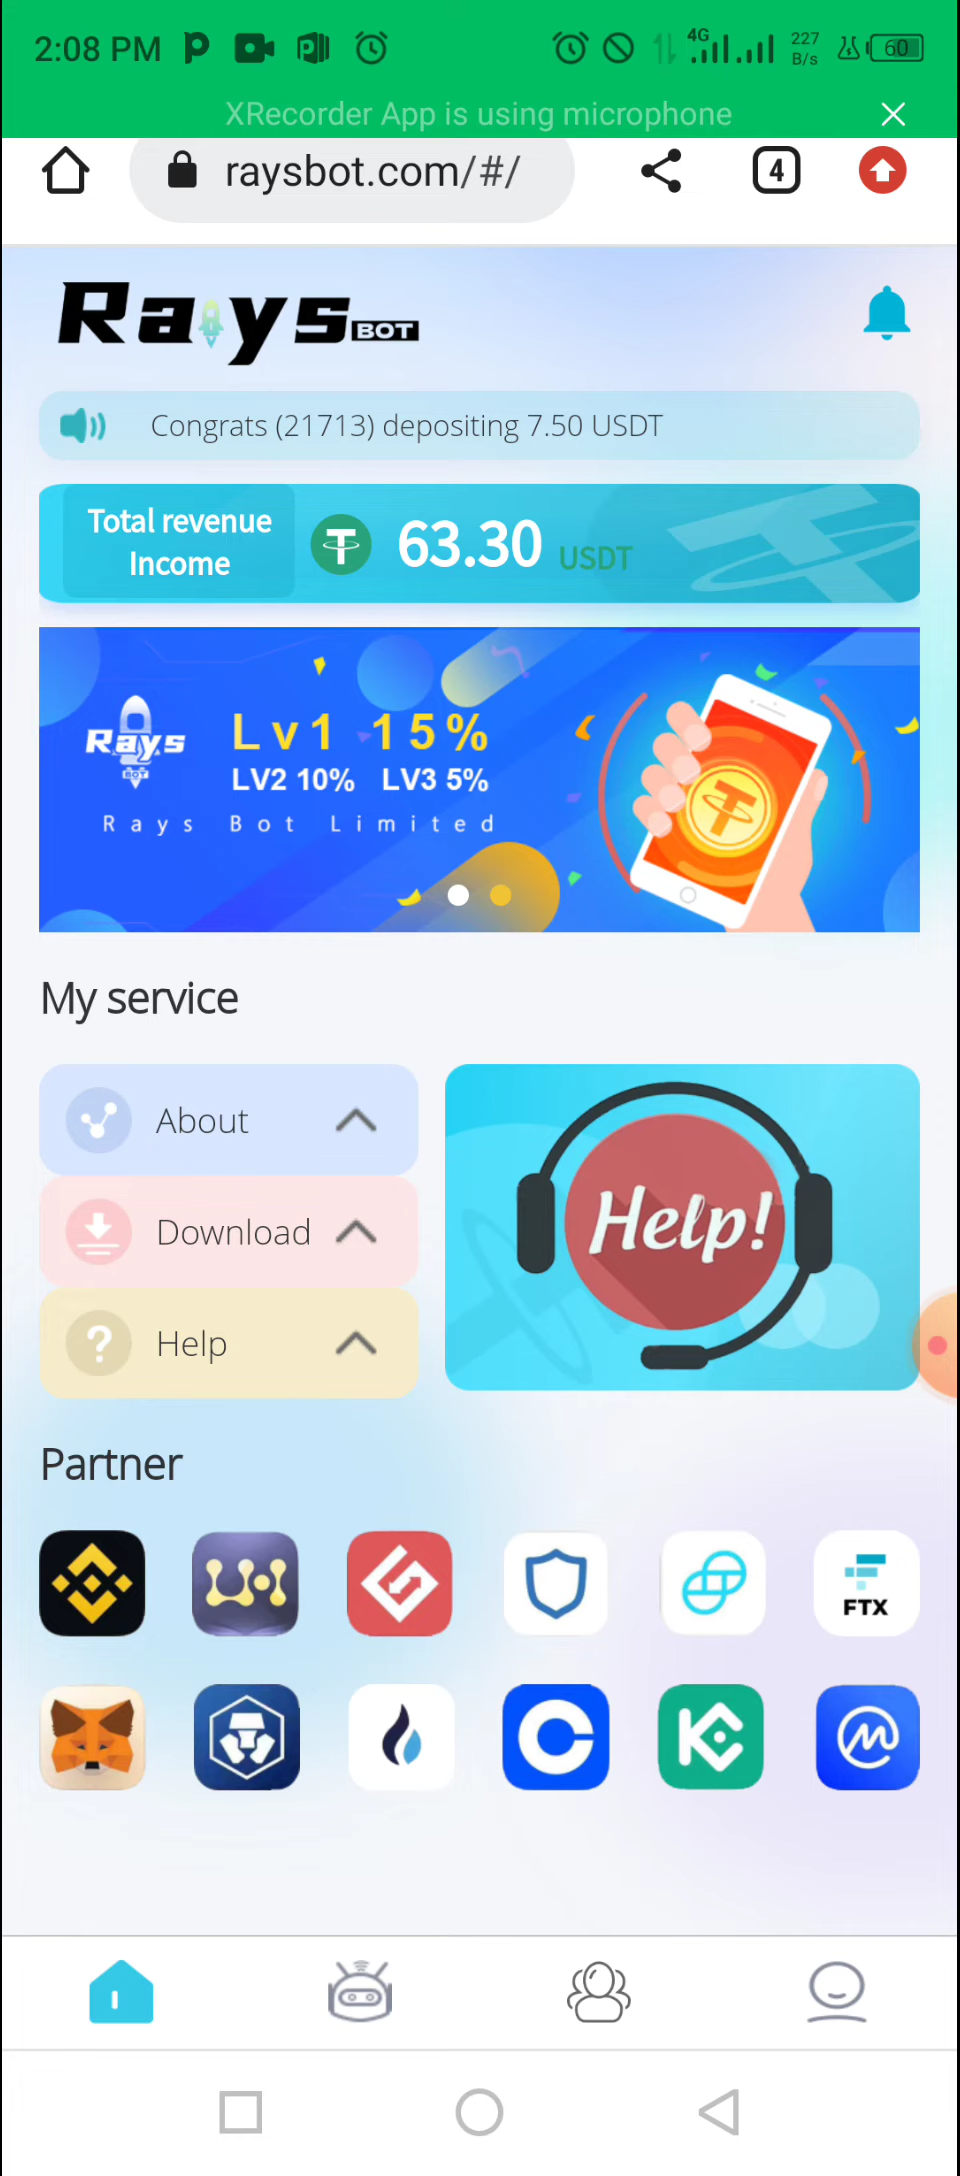 2:08 PM
4G
227
B/s
60
XRecorder App is using microphone
raysbot.com/#/
4
Rays BOT
Congrats (21713) depositing 7.50 USDT
Total revenue
Income
63.30 USDT
Rays
BOT
Lv1 15%
LV2 10% LV3 5%
Rays Bot Limited
My service
About
Download
Help
Help!
Partner
FTX